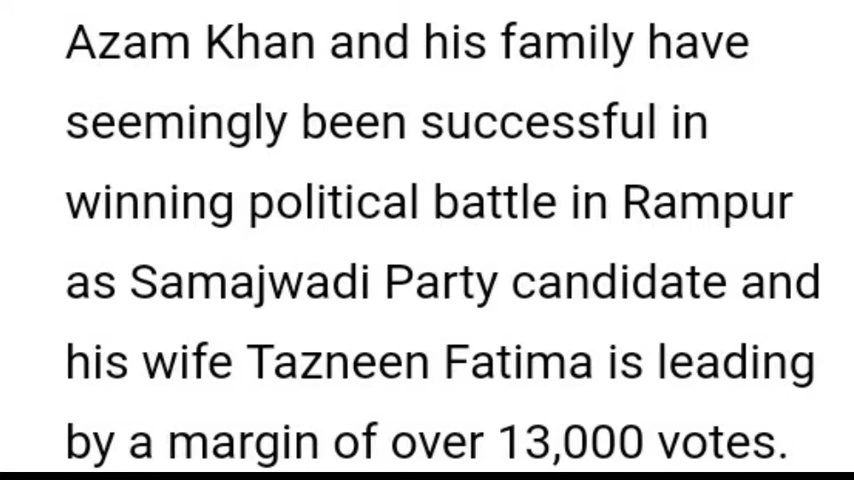 Azam Khan and his family have
seemingly been successful in
winning political battle in Rampur
as Samajwadi Party candidate and
his wife Tazneen Fatima is leading
by a margin of over 13,000 votes.